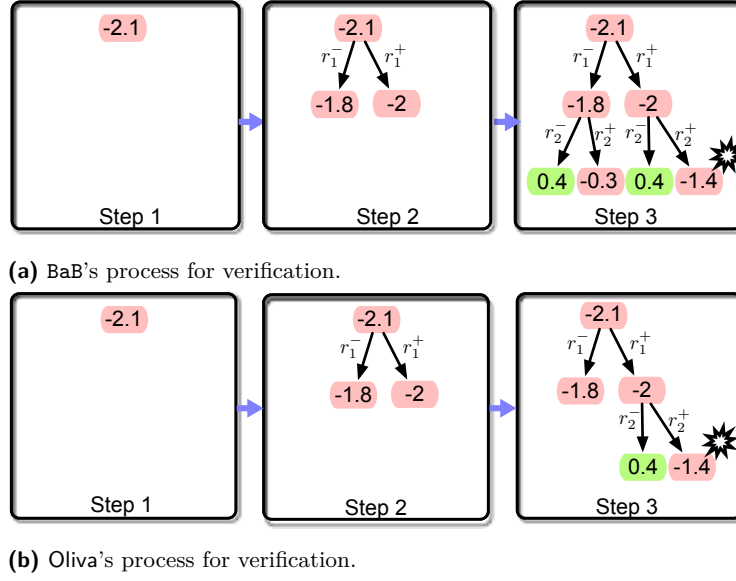 -2.1
Step 1
-2.1
r₁⁻ r₁⁺
-1.8 -2
Step 2
-2.1
r₁⁻ r₁⁺
-1.8 -2
r₂⁻ r₂⁺ r₂⁻ r₂⁺
0.4 -0.3 0.4 -1.4
Step 3
(a) BaB's process for verification.
-2.1
Step 1
-2.1
r₁⁻ r₁⁺
-1.8 -2
Step 2
-2.1
r₁⁻ r₁⁺
-1.8 -2
r₂⁻ r₂⁺
0.4 -1.4
Step 3
(b) Oliva's process for verification.